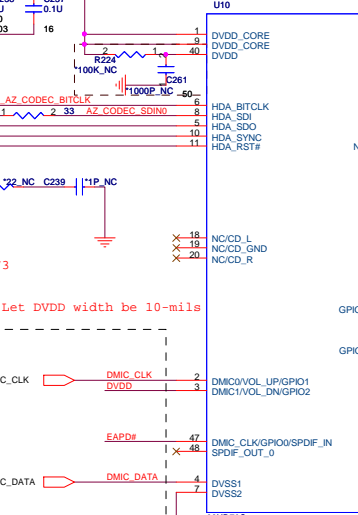 U10
0.1U
16
1 DVDD_CORE
9 DVDD_CORE
40 DVDD
2 1
R224
*100K_NC
C261
*1000P_NC
50
AZ_CODEC_BITCLK 6 HDA_BITCLK
1 2 33 AZ_CODEC_SDIN0 8 HDA_SDI
5 HDA_SDO
10 HDA_SYNC
11 HDA_RST#
*22_NC C239 *1P_NC
18 NC/CD_L
19 NC/CD_GND
20 NC/CD_R
Let DVDD width be 10-mils
GPIO
GPIO
C_CLK DMIC_CLK 2 DMIC0/VOL_UP/GPIO1
DVDD 3 DMIC1/VOL_DN/GPIO2
EAPD# 47 DMIC_CLK/GPIO0/SPDIF_IN
48 SPDIF_OUT_0
C_DATA DMIC_DATA 4 DVSS1
7 DVSS2